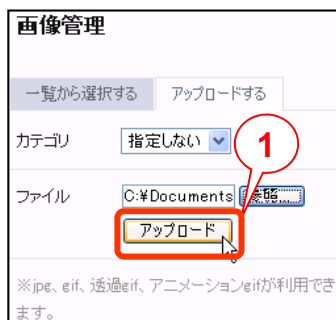 画像管理
一覧から選択する アップロードする
カテゴリ 指定しない
1
ファイル C:¥Documents 参照...
アップロード
※jpg、gif、透過gif、アニメーションgifが利用でき
ます。